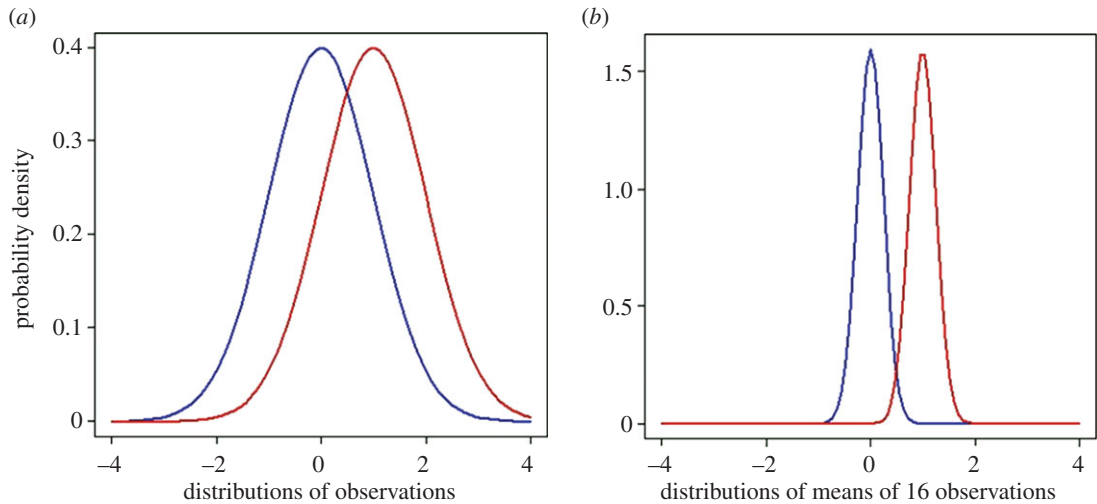 (a)
probability density
0.4
0.3
0.2
0.1
0
–4 –2 0 2 4
distributions of observations
(b)
1.5
1.0
0.5
0
–4 –2 0 2 4
distributions of means of 16 observations